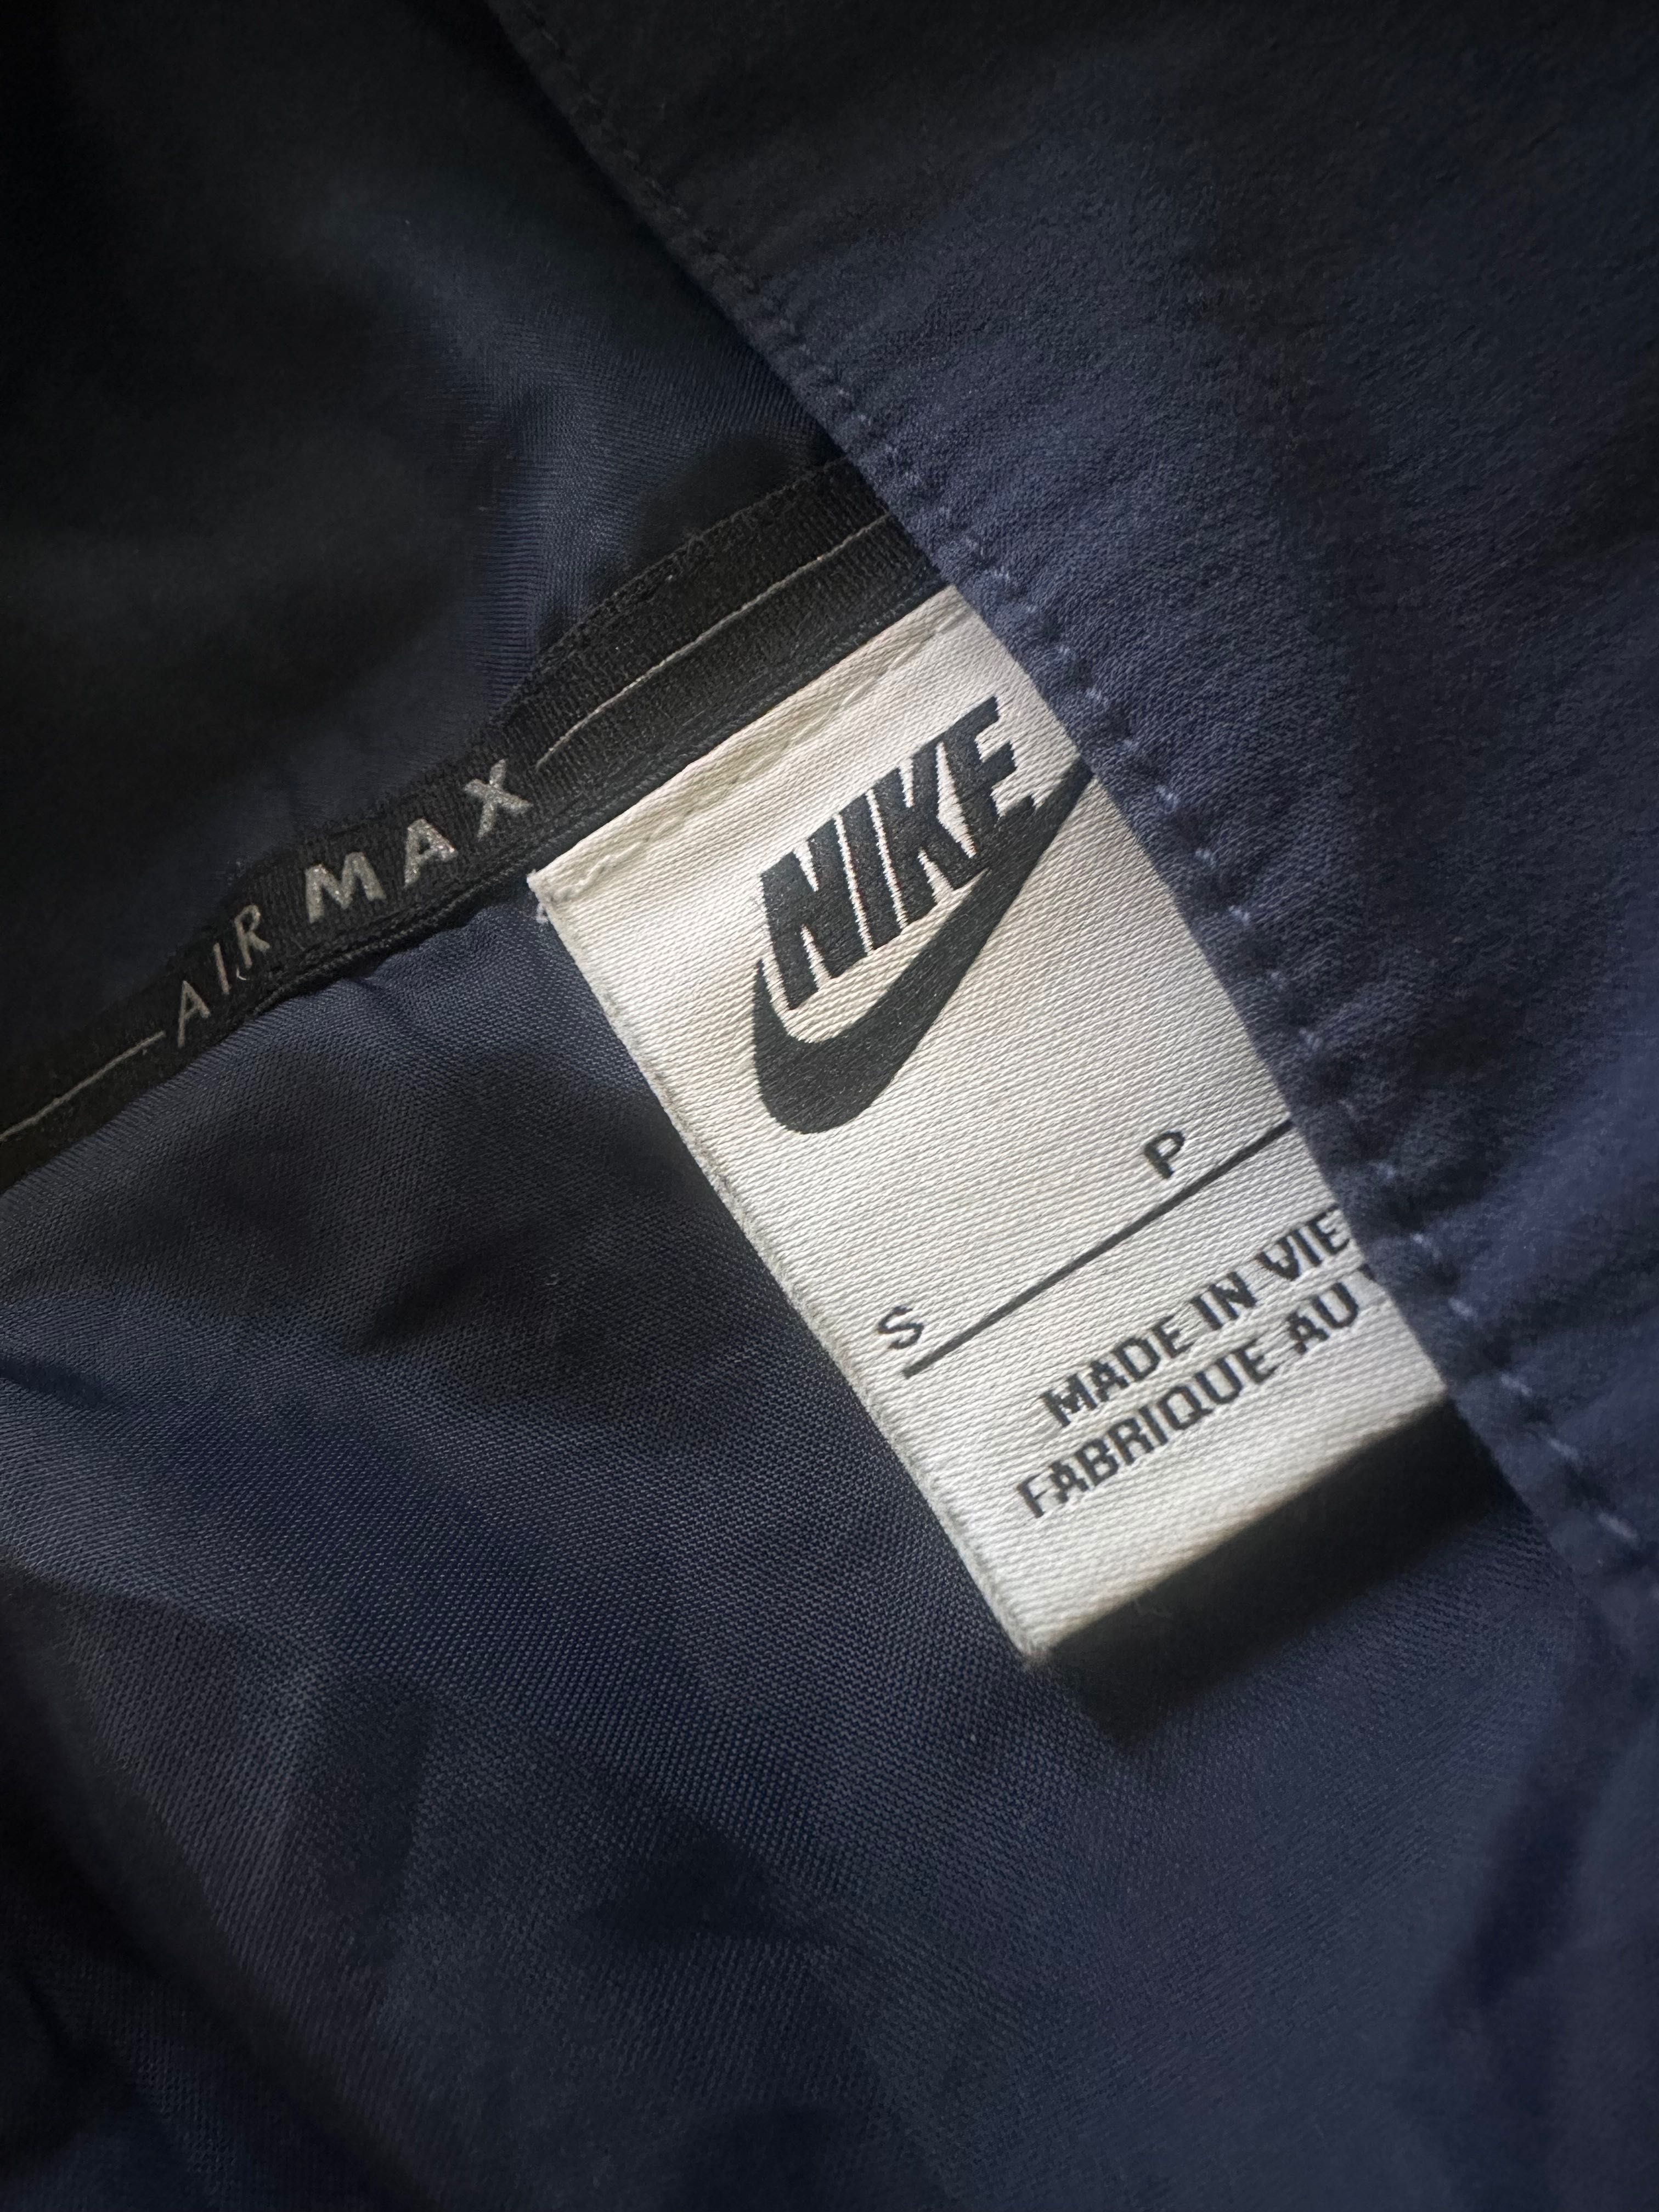 AIR MAX
NIKE
S P
MADE IN VIE
FABRIQUE AU